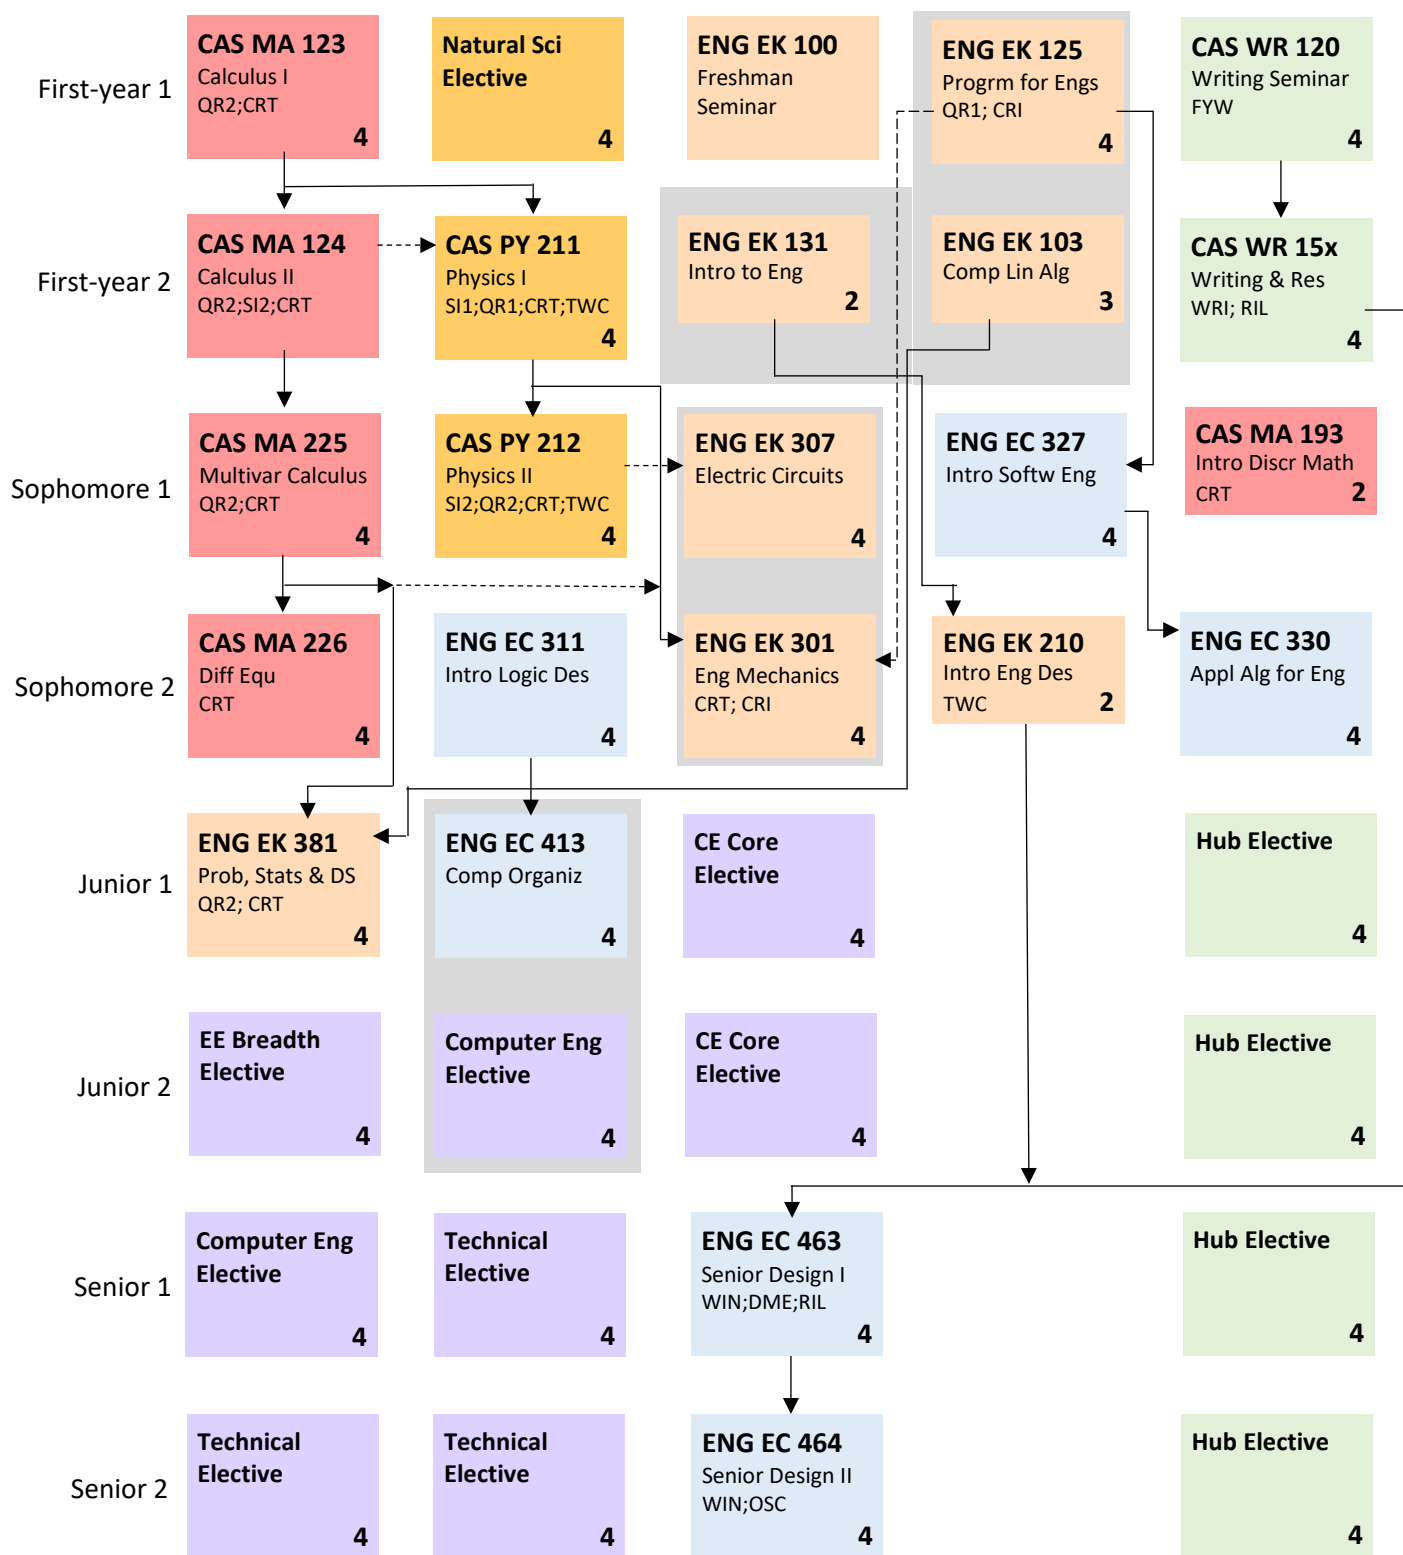 First-year 1
CAS MA 123
Calculus I
QR2;CRT
4
Natural Sci
Elective
4
ENG EK 100
Freshman
Seminar
ENG EK 125
Progrm for Engs
QR1; CRI
4
CAS WR 120
Writing Seminar
FYW
4
First-year 2
CAS MA 124
Calculus II
QR2;SI2;CRT
4
CAS PY 211
Physics I
SI1;QR1;CRT;TWC
4
ENG EK 131
Intro to Eng
2
ENG EK 103
Comp Lin Alg
3
CAS WR 15x
Writing & Res
WRI; RIL
4
Sophomore 1
CAS MA 225
Multivar Calculus
QR2;CRT
4
CAS PY 212
Physics II
SI2;QR2;CRT;TWC
4
ENG EK 307
Electric Circuits
4
ENG EC 327
Intro Softw Eng
4
CAS MA 193
Intro Discr Math
CRT 2
Sophomore 2
CAS MA 226
Diff Equ
CRT
4
ENG EC 311
Intro Logic Des
4
ENG EK 301
Eng Mechanics
CRT; CRI
4
ENG EK 210
Intro Eng Des
TWC 2
ENG EC 330
Appl Alg for Eng
4
Junior 1
ENG EK 381
Prob, Stats & DS
QR2; CRT
4
ENG EC 413
Comp Organiz
4
CE Core
Elective
4
Hub Elective
4
Junior 2
EE Breadth
Elective
4
Computer Eng
Elective
4
CE Core
Elective
4
Hub Elective
4
Senior 1
Computer Eng
Elective
4
Technical
Elective
4
ENG EC 463
Senior Design I
WIN;DME;RIL
4
Hub Elective
4
Senior 2
Technical
Elective
4
Technical
Elective
4
ENG EC 464
Senior Design II
WIN;OSC
4
Hub Elective
4